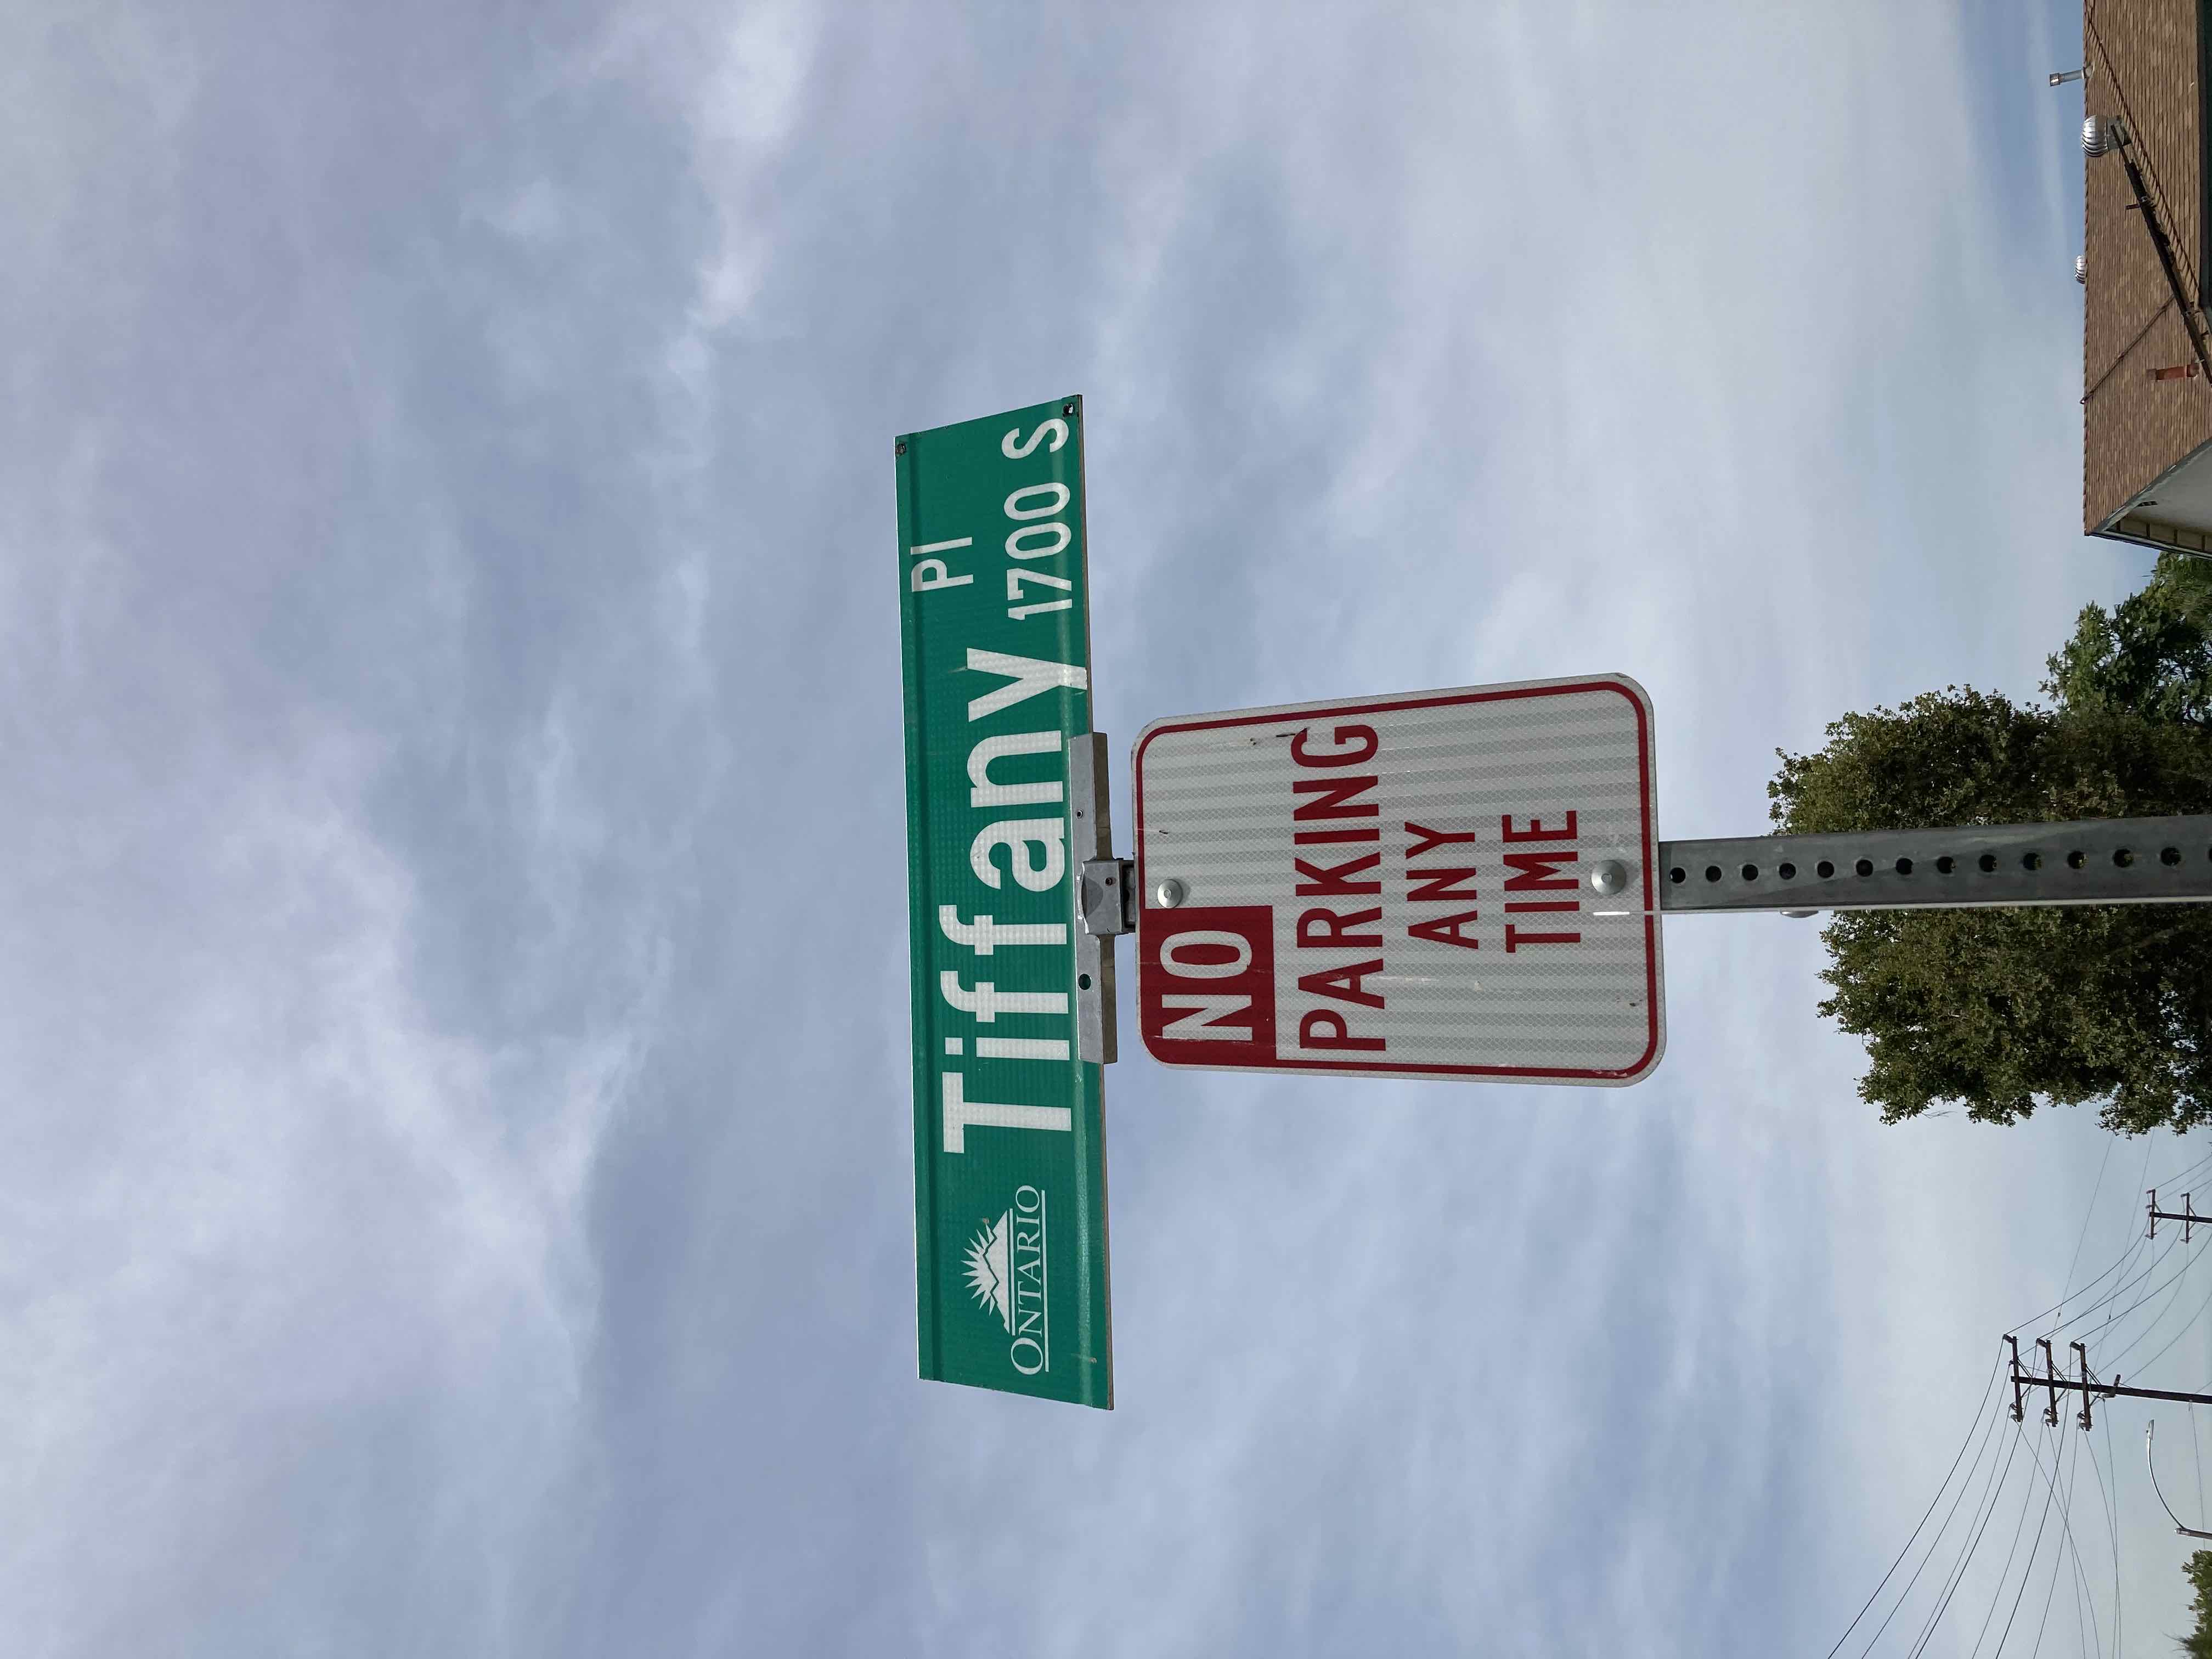 ONTARIO
Tiffany Pl
1700 S
NO
PARKING
ANY
TIME